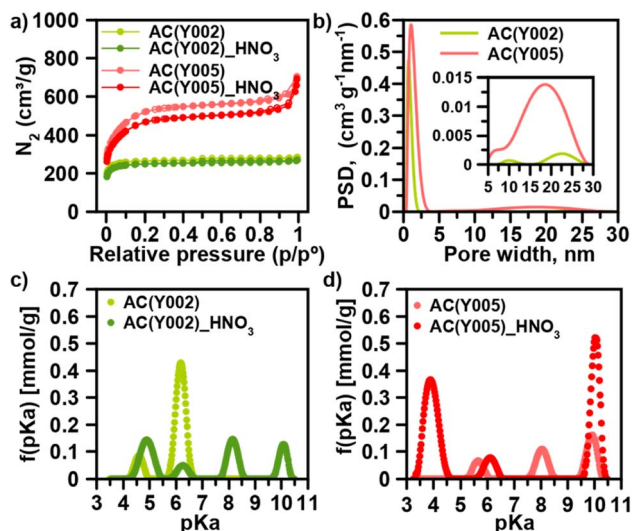 a)
1000
800
600
400
200
0
N₂ (cm³/g)
AC(Y002)
AC(Y002)_HNO₃
AC(Y005)
AC(Y005)_HNO₃
0 0.2 0.4 0.6 0.8 1
Relative pressure (p/pº)
b)
0.6
0.5
0.4
0.3
0.2
0.1
0
PSD, (cm³ g⁻¹nm⁻¹)
AC(Y002)
AC(Y005)
0.015
0.01
0.005
0
5 10 15 20 25 30
0 5 10 15 20 25 30
Pore width, nm
c)
0.7
0.6
0.5
0.4
0.3
0.2
0.1
0
f(pKa) [mmol/g]
AC(Y002)
AC(Y002)_HNO₃
3 4 5 6 7 8 9 10 11
pKa
d)
0.7
0.6
0.5
0.4
0.3
0.2
0.1
0
f(pKa) [mmol/g]
AC(Y005)
AC(Y005)_HNO₃
3 4 5 6 7 8 9 10 11
pKa